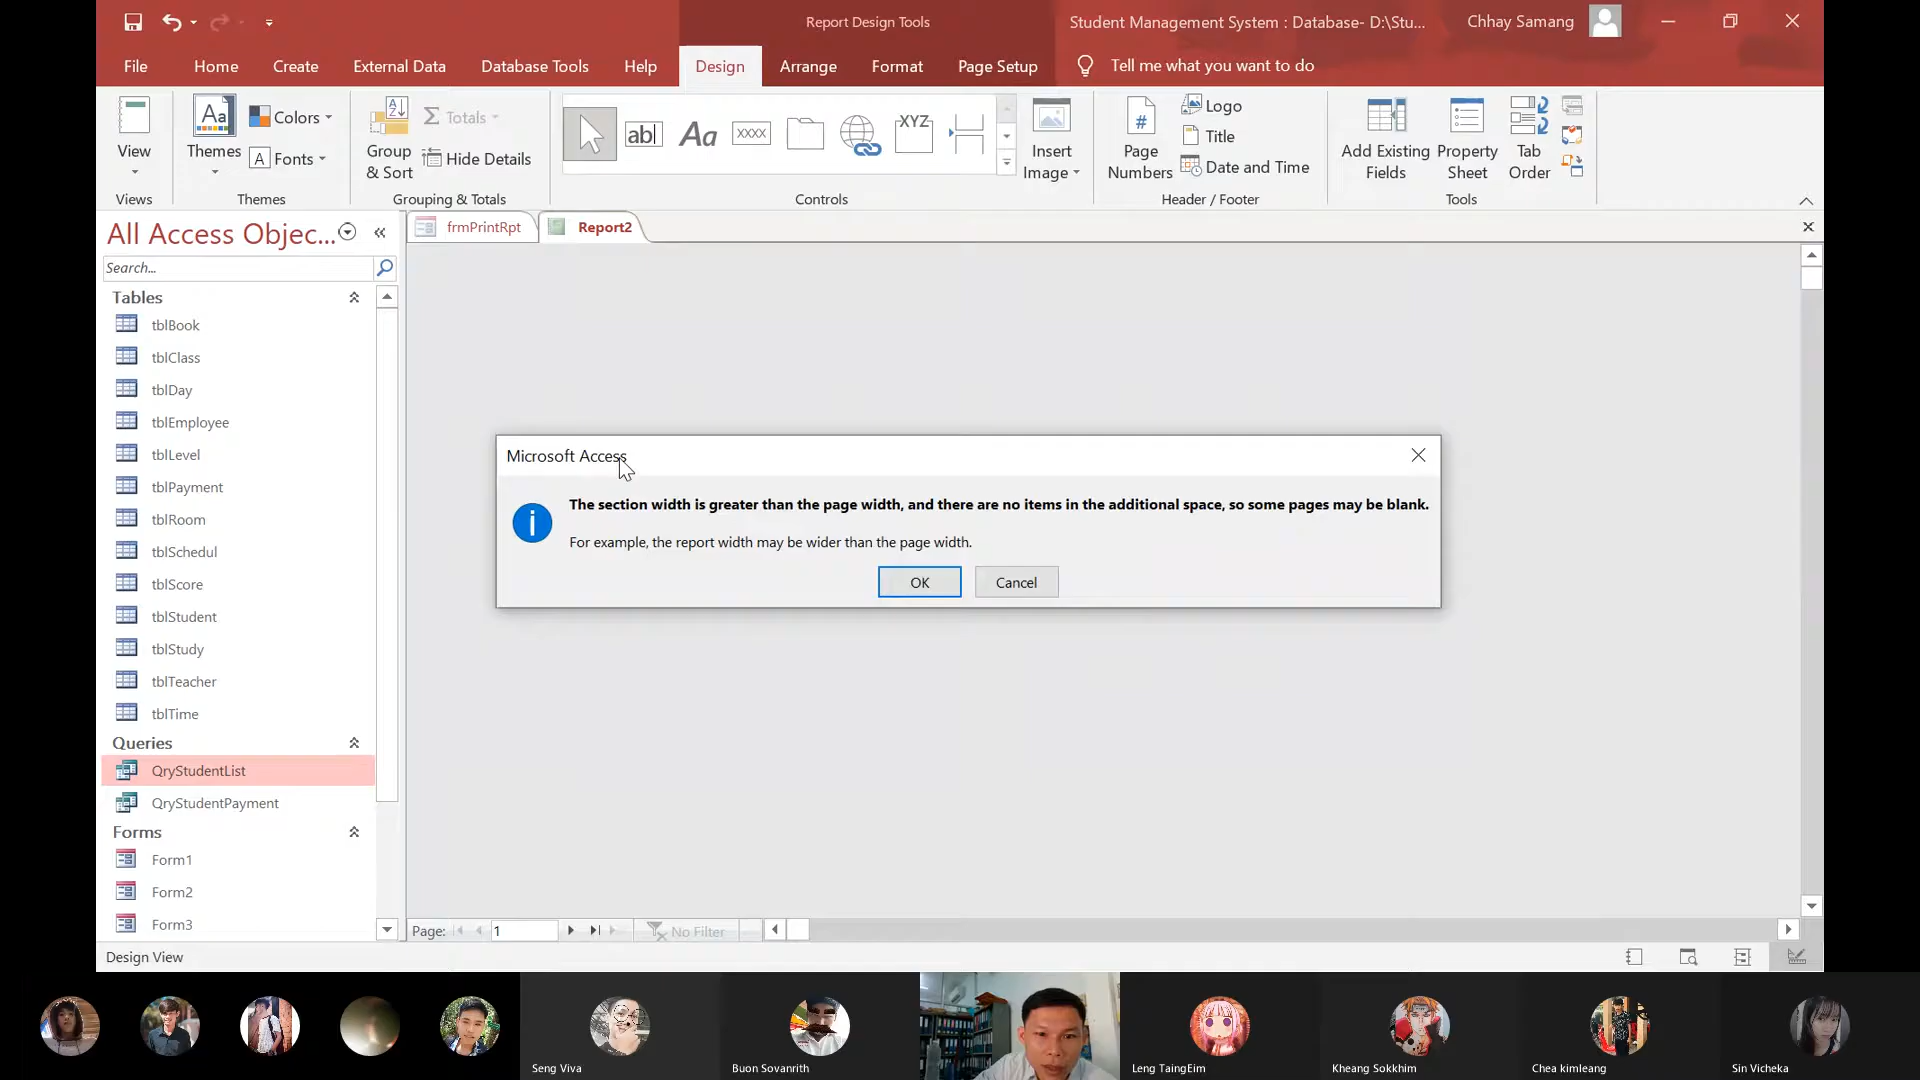 Report Design Tools
Student Management System : Database- D:\Stu...
Chhay Samang
File
Home
Create
External Data
Database Tools
Help
Design
Arrange
Format
Page Setup
Tell me what you want to do
View
Themes
Colors
Fonts
Group
& Sort
Totals
Hide Details
ab|
Aa
XXXX
XYZ
Insert
Image
Page
Numbers
Logo
Title
Date and Time
Add Existing
Fields
Property
Sheet
Tab
Order
Views
Themes
Grouping & Totals
Controls
Header / Footer
Tools
All Access Objec...
frmPrintRpt
Report2
Search...
Tables
tblBook
tblClass
tblDay
tblEmployee
tblLevel
tblPayment
tblRoom
tblSchedul
tblScore
tblStudent
tblStudy
tblTeacher
tblTime
Queries
QryStudentList
QryStudentPayment
Forms
Form1
Form2
Form3
Microsoft Access
The section width is greater than the page width, and there are no items in the additional space, so some pages may be blank.
For example, the report width may be wider than the page width.
OK
Cancel
Page:
1
No Filter
Design View
Seng Viva
Buon Sovanrith
Leng TaingEim
Kheang Sokkhim
Chea kimleang
Sin Vicheka